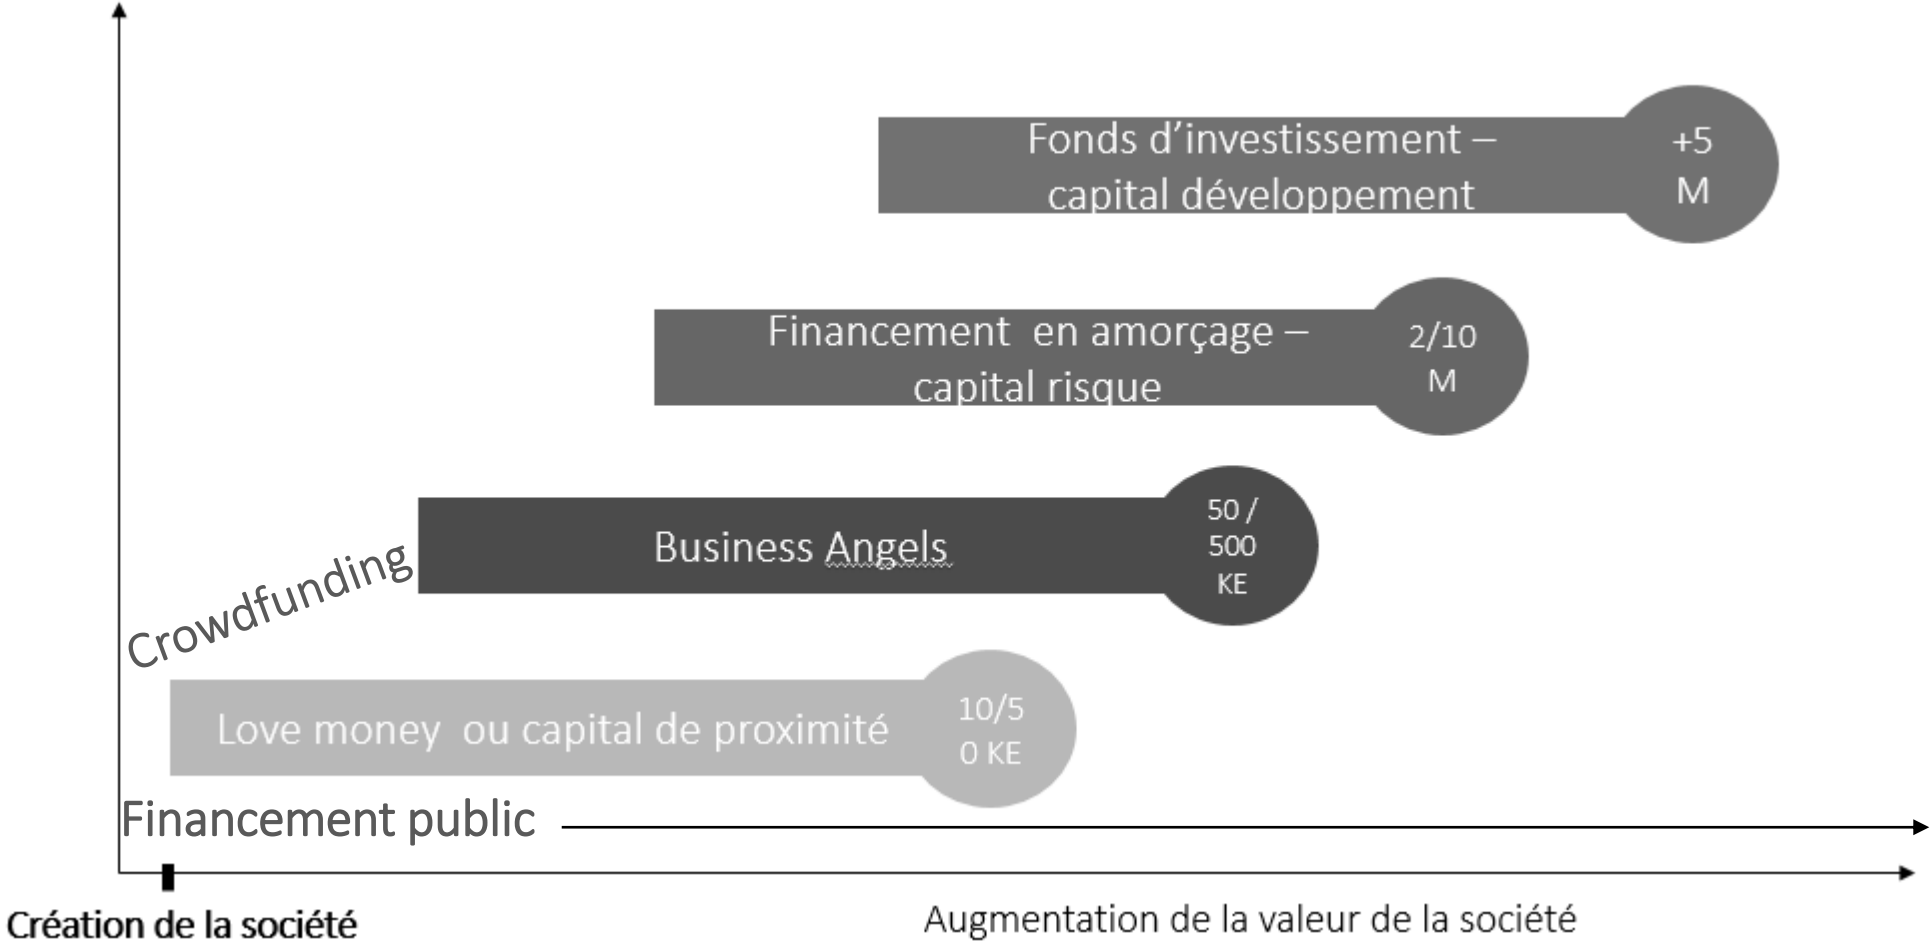 Fonds d’investissement –
capital développement
+5
M
Financement  en amorçage –
capital risque
2/10
M
Business Angels
50 /
500
KE
Crowdfunding
Love money  ou capital de proximité
10/5
0 KE
Financement public
Création de la société
Augmentation de la valeur de la société